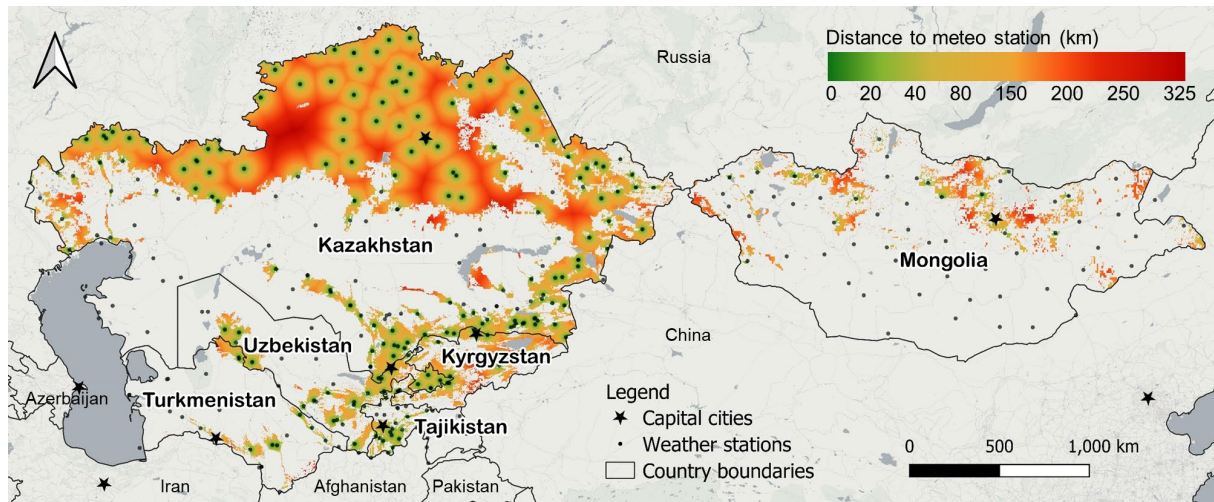 Distance to meteo station (km)
0 20 40 80 150 200 250 325
Russia
Kazakhstan
Mongolia
China
Uzbekistan
Kyrgyzstan
Azerbaijan
Turkmenistan
Tajikistan
Iran
Afghanistan
Pakistan
Legend
Capital cities
Weather stations
Country boundaries
0 500 1,000 km